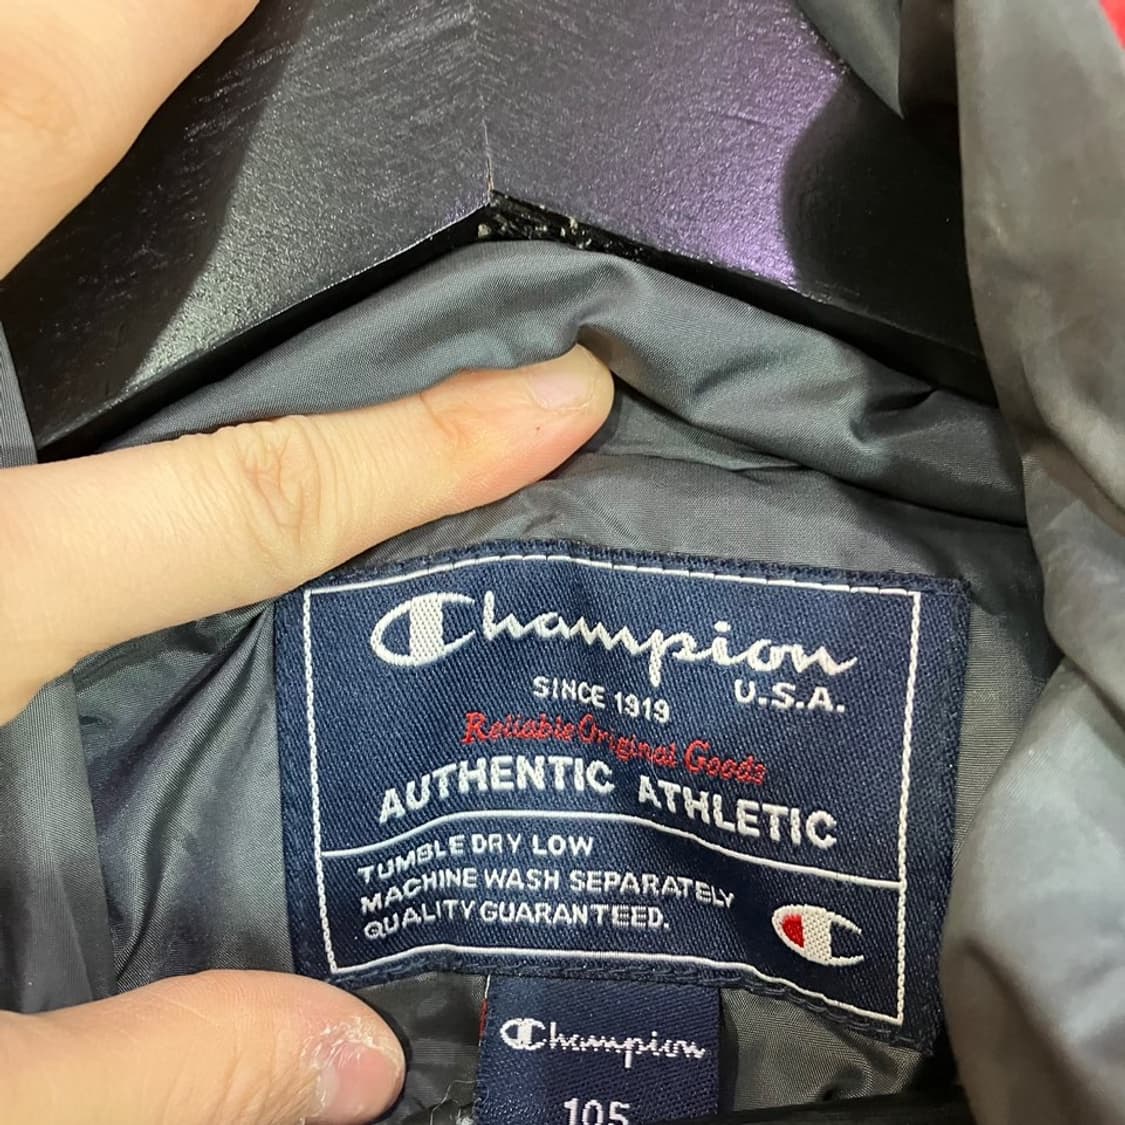 Champion
U.S.A.
SINCE 1919
Reliable Original Goods
AUTHENTIC ATHLETIC
TUMBLE DRY LOW
MACHINE WASH SEPARATELY
QUALITY GUARANTEED.
Champion
105